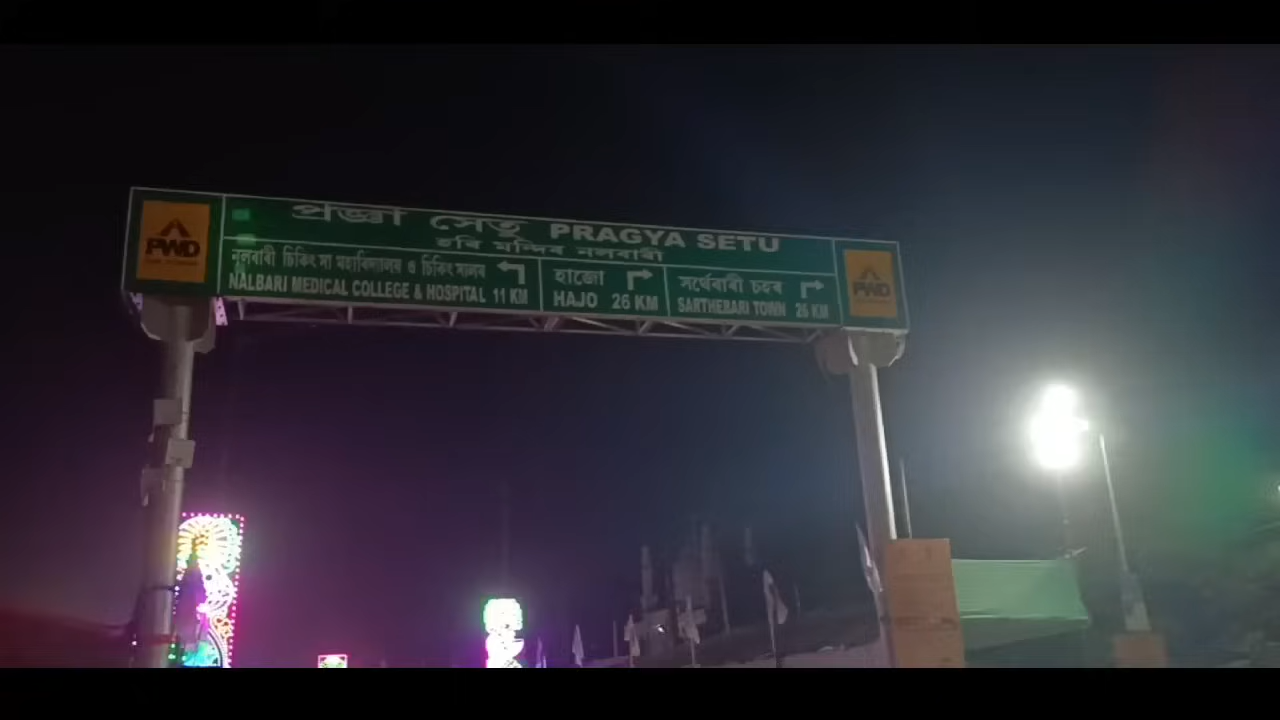 প্ৰজ্ঞা সেতু PRAGYA SETU
হৰি মন্দিৰ নলবাৰী
PWD
নলবাৰী চিকিৎসা মহাবিদ্যালয় ও চিকিৎসালয়
NALBARI MEDICAL COLLEGE & HOSPITAL 11 KM
হাজো
HAJO 26 KM
সৰ্থেবাৰী চহৰ
SARTHEBARI TOWN 26 KM
PWD